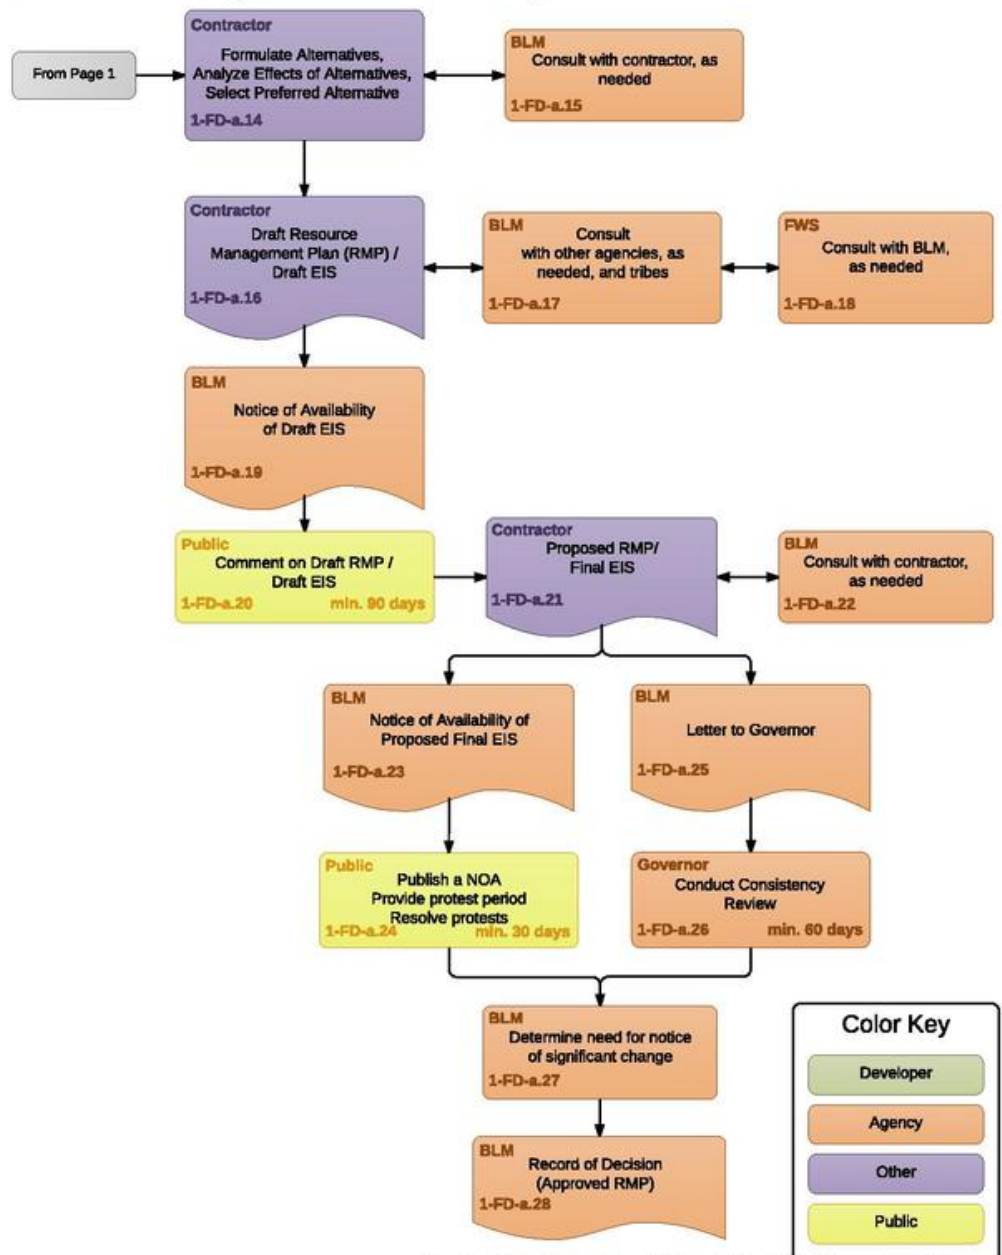 Contractor
Formulate Alternatives,
Analyze Effects of Alternatives,
Select Preferred Alternative
1-FD-a.14
From Page 1
BLM
Consult with contractor, as
needed
1-FD-a.15
Contractor
Draft Resource
Management Plan (RMP) /
Draft EIS
1-FD-a.16
BLM
Consult
with other agencies, as
needed, and tribes
1-FD-a.17
FWS
Consult with BLM,
as needed
1-FD-a.18
BLM
Notice of Availability
of Draft EIS
1-FD-a.19
Public
Comment on Draft RMP /
Draft EIS
1-FD-a.20 min. 90 days
Contractor
Proposed RMP/
Final EIS
1-FD-a.21
BLM
Consult with contractor,
as needed
1-FD-a.22
BLM
Notice of Availability of
Proposed Final EIS
1-FD-a.23
BLM
Letter to Governor
1-FD-a.25
Public
Publish a NOA
Provide protest period
Resolve protests
1-FD-a.24 min. 30 days
Governor
Conduct Consistency
Review
1-FD-a.26 min. 60 days
BLM
Determine need for notice
of significant change
1-FD-a.27
BLM
Record of Decision
(Approved RMP)
1-FD-a.28
Color Key
Developer
Agency
Other
Public